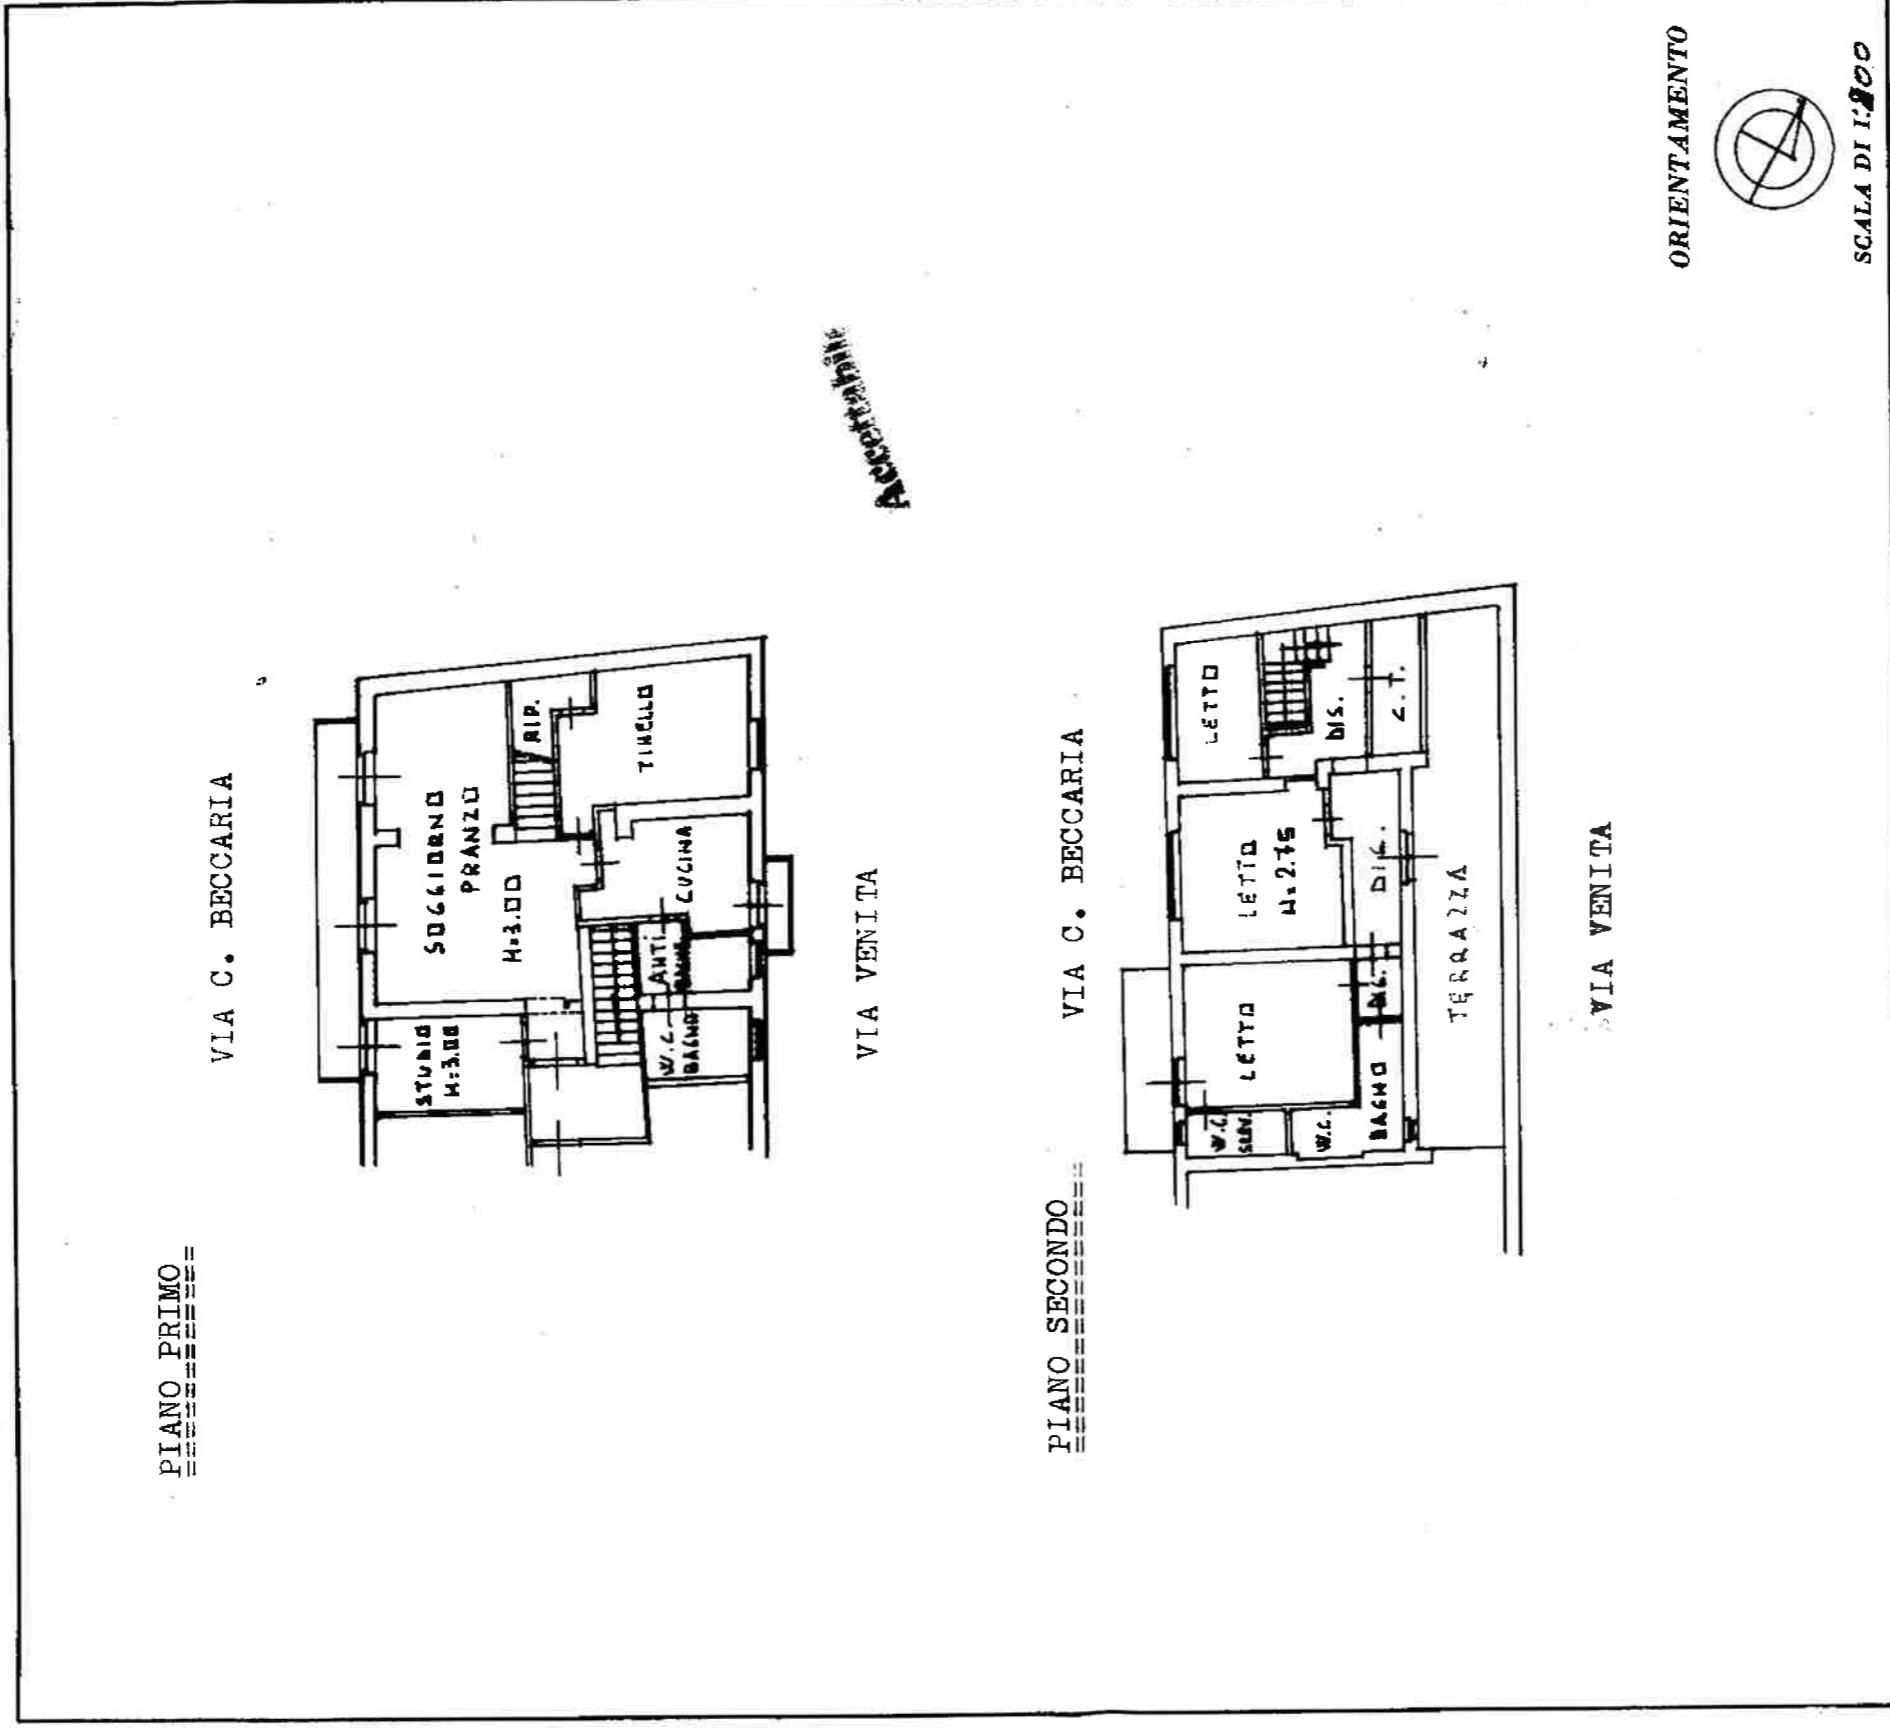 PIANO PRIMO
VIA C. BECCARIA
STUDIO
H=3.00
SOGGIORNO
PRANZO
H=3.00
RIP.
TINELLO
CUCINA
ANTI
BAGNO
W.C.
BAGNO
VIA VENITA
Accertabili
PIANO SECONDO
VIA C. BECCARIA
LETTO
LETTO
H=2.75
LETTO
DIS.
C.T.
DIS.
DIS.
W.C.
SERV.
W.C.
BAGNO
TERRAZZA
VIA VENITA
ORIENTAMENTO
SCALA DI 1:200